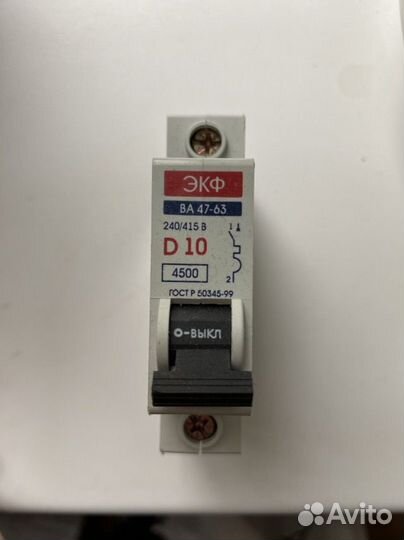 ЭКФ
ВА 47-63
240/415 В
1
D 10
4500
2
ГОСТ Р 50345-99
О-ВЫКЛ
Avito